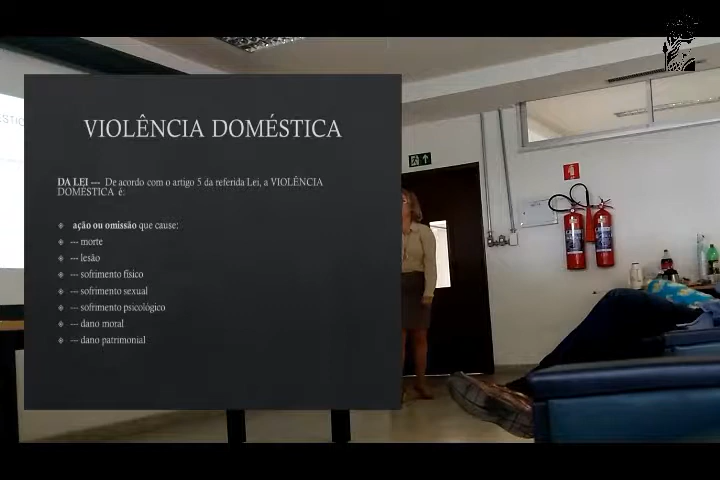 VIOLÊNCIA DOMÉSTICA
DA LEI --- De acordo com o artigo 5 da referida Lei, a VIOLÊNCIA
DOMÉSTICA é:
ação ou omissão que cause:
--- morte
--- lesão
--- sofrimento físico
--- sofrimento sexual
--- sofrimento psicológico
--- dano moral
--- dano patrimonial